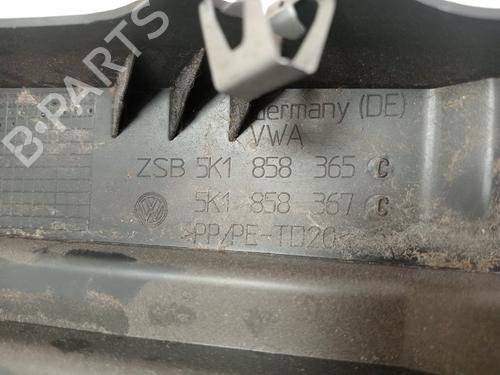 Germany (DE)
VWA
ZSB 5K1 858 365 C
5K1 858 367 C
PP/PE-TD20
B-PARTS